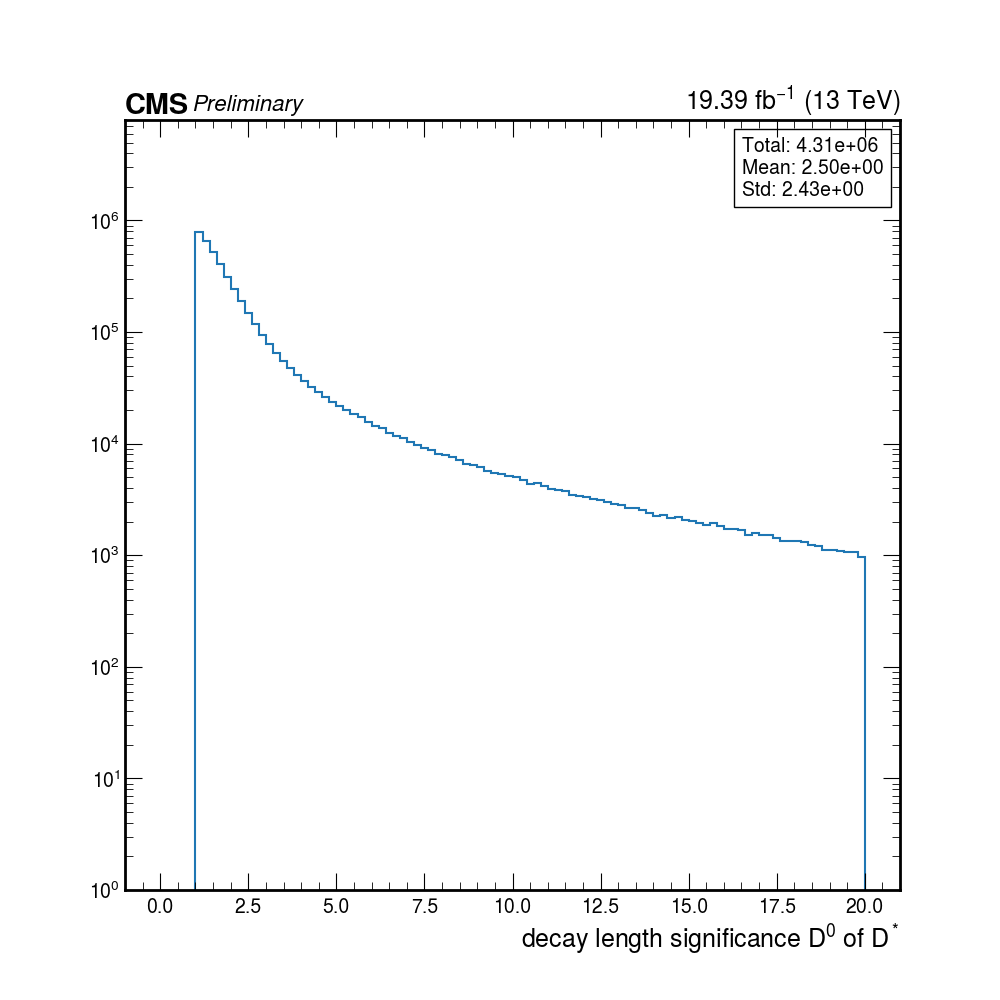 CMS Preliminary 19.39 fb⁻¹ (13 TeV)
Total: 4.31e+06
Mean: 2.50e+00
Std: 2.43e+00
10⁶
10⁵
10⁴
10³
10²
10¹
10⁰
0.0 2.5 5.0 7.5 10.0 12.5 15.0 17.5 20.0
decay length significance D⁰ of D*